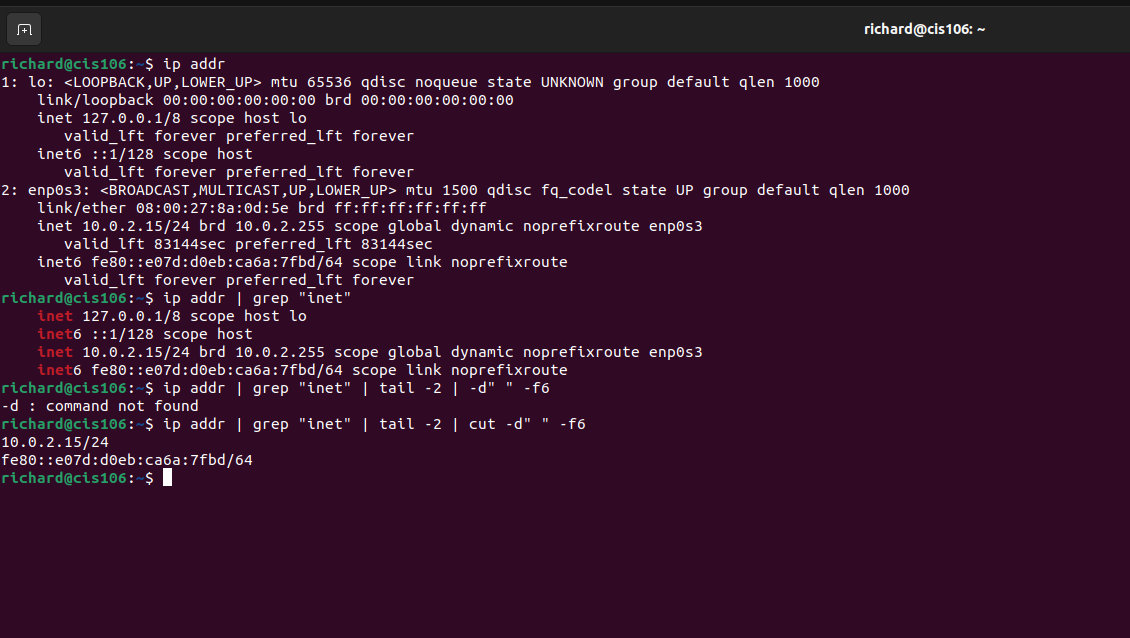 richard@cis106: ~
richard@cis106:~$ ip addr
1: lo: <LOOPBACK,UP,LOWER_UP> mtu 65536 qdisc noqueue state UNKNOWN group default qlen 1000
    link/loopback 00:00:00:00:00:00 brd 00:00:00:00:00:00
    inet 127.0.0.1/8 scope host lo
       valid_lft forever preferred_lft forever
    inet6 ::1/128 scope host
       valid_lft forever preferred_lft forever
2: enp0s3: <BROADCAST,MULTICAST,UP,LOWER_UP> mtu 1500 qdisc fq_codel state UP group default qlen 1000
    link/ether 08:00:27:8a:0d:5e brd ff:ff:ff:ff:ff:ff
    inet 10.0.2.15/24 brd 10.0.2.255 scope global dynamic noprefixroute enp0s3
       valid_lft 83144sec preferred_lft 83144sec
    inet6 fe80::e07d:d0eb:ca6a:7fbd/64 scope link noprefixroute
       valid_lft forever preferred_lft forever
richard@cis106:~$ ip addr | grep "inet"
    inet 127.0.0.1/8 scope host lo
    inet6 ::1/128 scope host
    inet 10.0.2.15/24 brd 10.0.2.255 scope global dynamic noprefixroute enp0s3
    inet6 fe80::e07d:d0eb:ca6a:7fbd/64 scope link noprefixroute
richard@cis106:~$ ip addr | grep "inet" | tail -2 | -d" " -f6
-d : command not found
richard@cis106:~$ ip addr | grep "inet" | tail -2 | cut -d" " -f6
10.0.2.15/24
fe80::e07d:d0eb:ca6a:7fbd/64
richard@cis106:~$